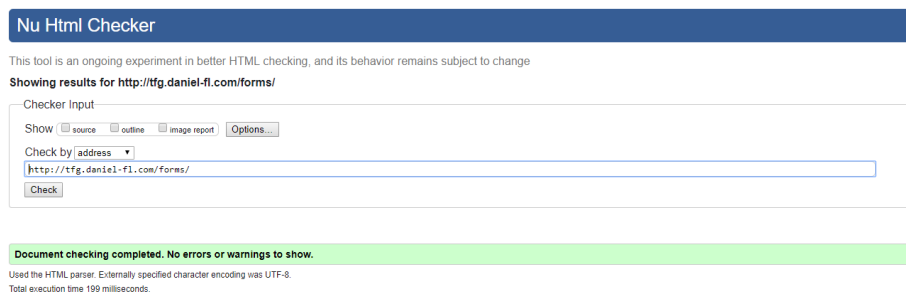 Nu Html Checker
This tool is an ongoing experiment in better HTML checking, and its behavior remains subject to change
Showing results for http://tfg.daniel-fl.com/forms/
Checker Input
Show source outline image report Options...
Check by address
http://tfg.daniel-fl.com/forms/
Check
Document checking completed. No errors or warnings to show.
Used the HTML parser. Externally specified character encoding was UTF-8.
Total execution time 199 milliseconds.